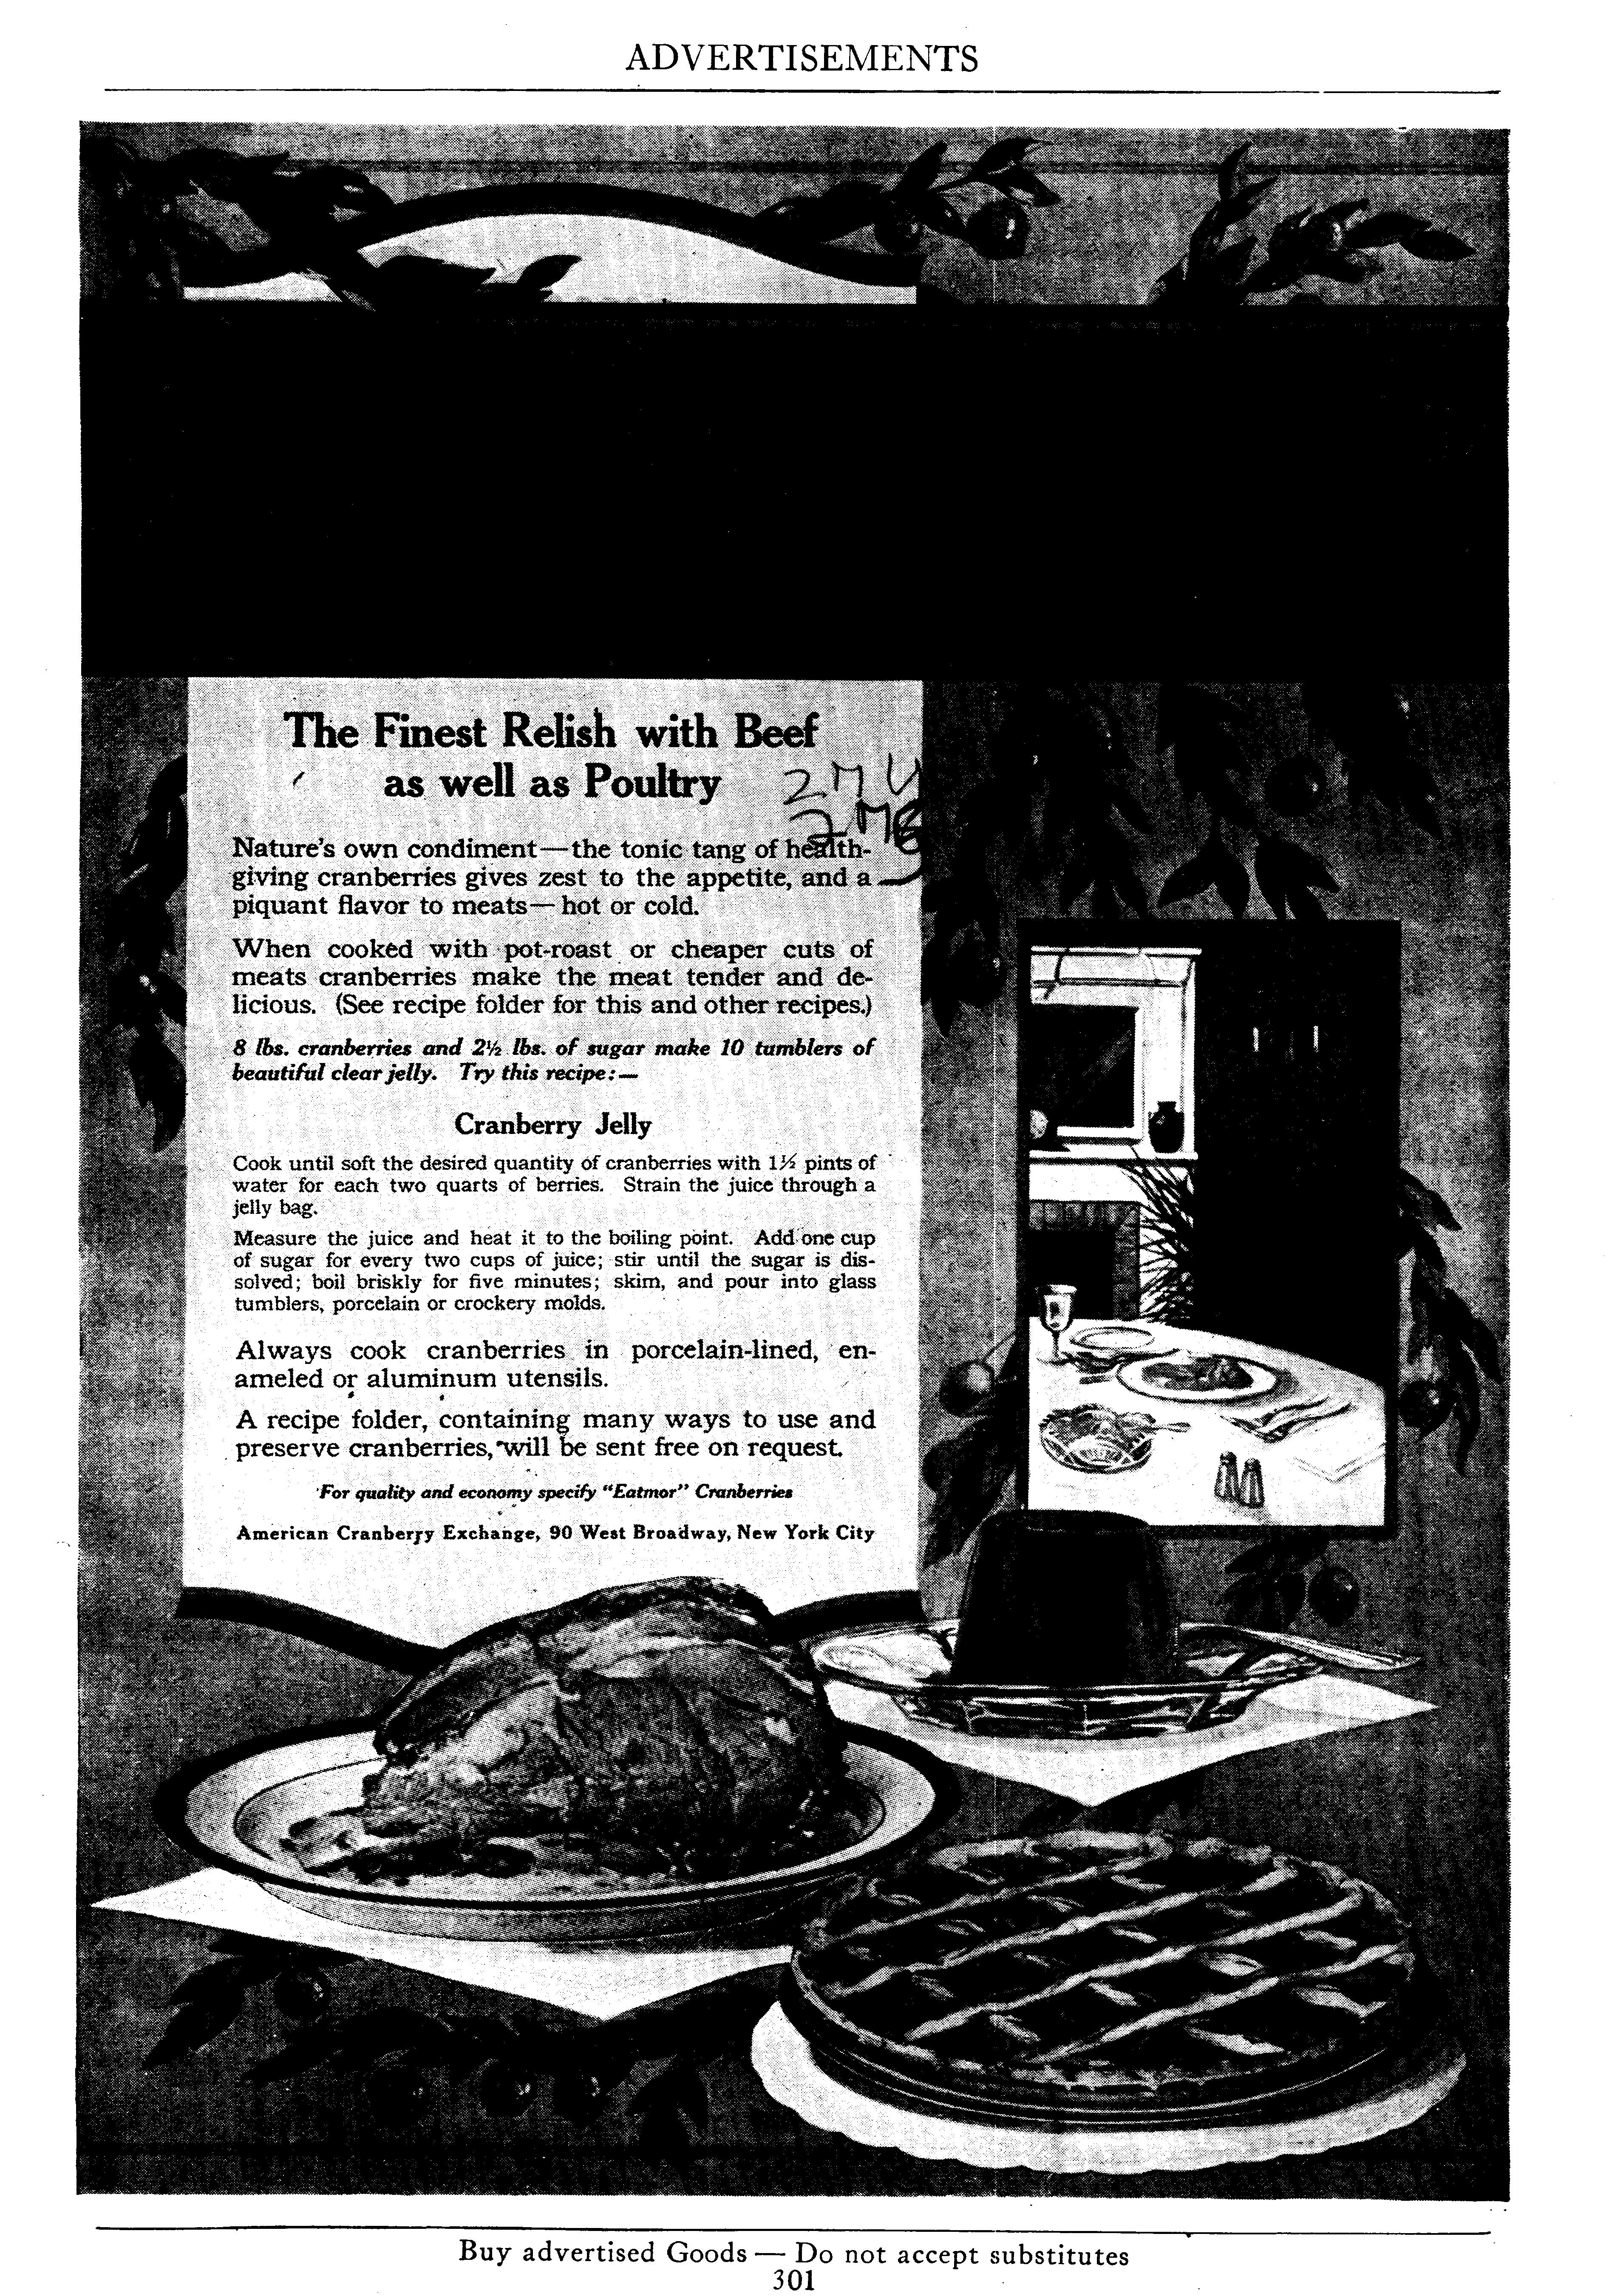 ADVERTISEMENTS
The Finest Relish with Beef
as well as Poultry
Nature's own condiment—the tonic tang of health-
giving cranberries gives zest to the appetite, and a
piquant flavor to meats—hot or cold.
When cooked with pot-roast or cheaper cuts of
meats cranberries make the meat tender and de-
licious. (See recipe folder for this and other recipes.)
8 lbs. cranberries and 2½ lbs. of sugar make 10 tumblers of
beautiful clear jelly. Try this recipe:—
Cranberry Jelly
Cook until soft the desired quantity of cranberries with 1½ pints of
water for each two quarts of berries. Strain the juice through a
jelly bag.
Measure the juice and heat it to the boiling point. Add one cup
of sugar for every two cups of juice; stir until the sugar is dis-
solved; boil briskly for five minutes; skim, and pour into glass
tumblers, porcelain or crockery molds.
Always cook cranberries in porcelain-lined, en-
ameled or aluminum utensils.
A recipe folder, containing many ways to use and
preserve cranberries, will be sent free on request.
For quality and economy specify "Eatmor" Cranberries
American Cranberry Exchange, 90 West Broadway, New York City
Buy advertised Goods — Do not accept substitutes
301